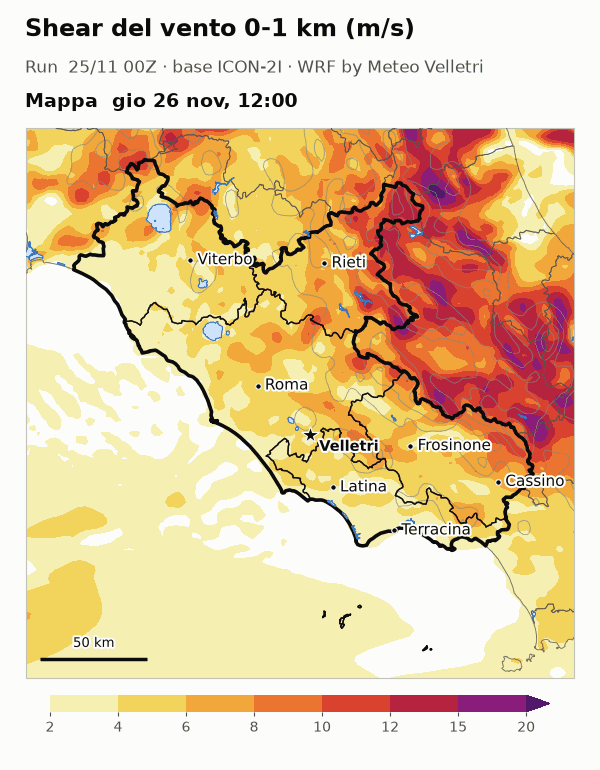 Shear del vento 0-1 km (m/s)
Run  25/11 00Z · base ICON-2I · WRF by Meteo Velletri
Mappa  gio 26 nov, 12:00
Viterbo
Rieti
Roma
Velletri
Frosinone
Latina
Cassino
Terracina
50 km
2 4 6 8 10 12 15 20